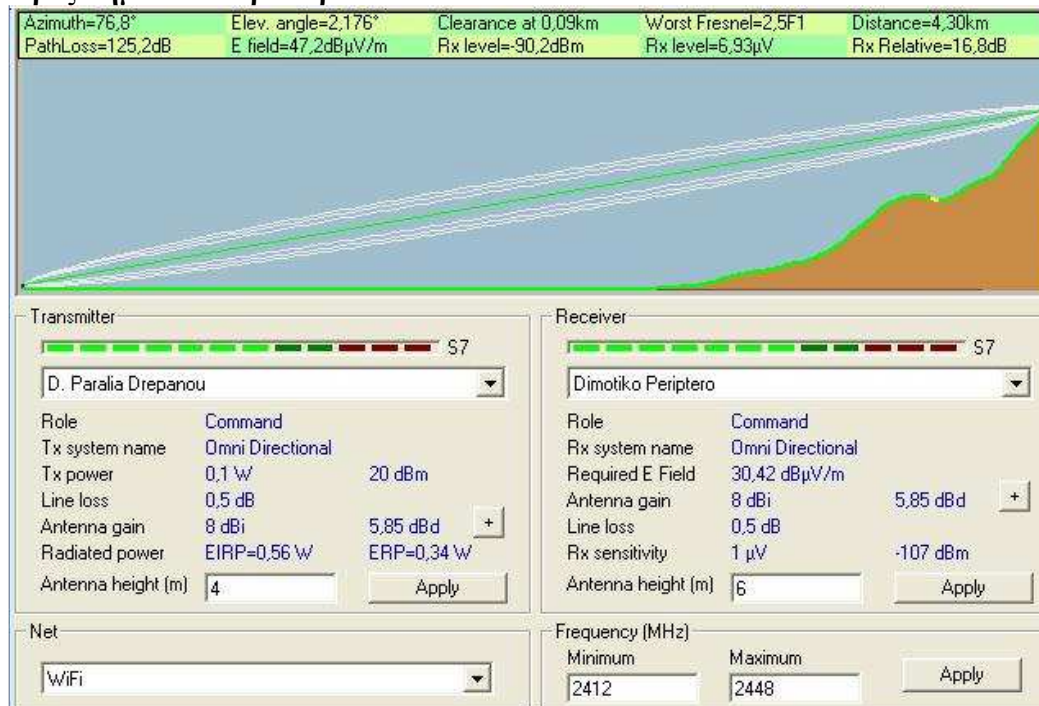 Azimuth=76,8° Elev. angle=2,176° Clearance at 0,09km Worst Fresnel=2,5F1 Distance=4,30km
PathLoss=125,2dB E field=47,2dBµV/m Rx level=-90,2dBm Rx level=6,93µV Rx Relative=16,8dB
Transmitter
S7
D. Paralia Drepanou
Role Command
Tx system name Omni Directional
Tx power 0,1 W 20 dBm
Line loss 0,5 dB
Antenna gain 8 dBi 5,85 dBd +
Radiated power EIRP=0,56 W ERP=0,34 W
Antenna height (m) 4 Apply
Receiver
S7
Dimotiko Periptero
Role Command
Rx system name Omni Directional
Required E Field 30,42 dBµV/m
Antenna gain 8 dBi 5,85 dBd +
Line loss 0,5 dB
Rx sensitivity 1 µV -107 dBm
Antenna height (m) 6 Apply
Net
WiFi
Frequency (MHz)
Minimum Maximum
2412 2448 Apply